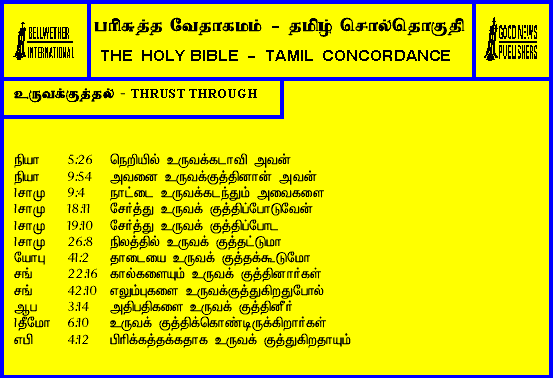 BELLWETHER
INTERNATIONAL
பரிசுத்த வேதாகமம் - தமிழ் சொல்தொகுதி
THE HOLY BIBLE - TAMIL CONCORDANCE
GOOD NEWS
PUBLISHERS
உருவக்குத்தல் - THRUST THROUGH
நியா 5:26 நெறியில் உருவக்கடாவி அவன்
நியா 9:54 அவனை உருவக்குத்தினான் அவன்
1சாமு 9:4 நாட்டை உருவக்கடந்தும் அவைகளை
1சாமு 18:11 சேர்த்து உருவக் குத்திப்போடுவேன்
1சாமு 19:10 சேர்த்து உருவக் குத்திப்போட
1சாமு 26:8 நிலத்தில் உருவக் குத்தட்டுமா
யோபு 41:2 தாடையை உருவக் குத்தக்கூடுமோ
சங் 22:16 கால்களையும் உருவக் குத்தினார்கள்
சங் 42:10 எலும்புகளை உருவக்குத்துகிறதுபோல்
ஆப 3:14 அதிபதிகளை உருவக் குத்தினீர்
1தீமோ 6:10 உருவக் குத்திக்கொண்டிருக்கிறார்கள்
எபி 4:12 பிரிக்கத்தக்கதாக உருவக் குத்துகிறதாயும்